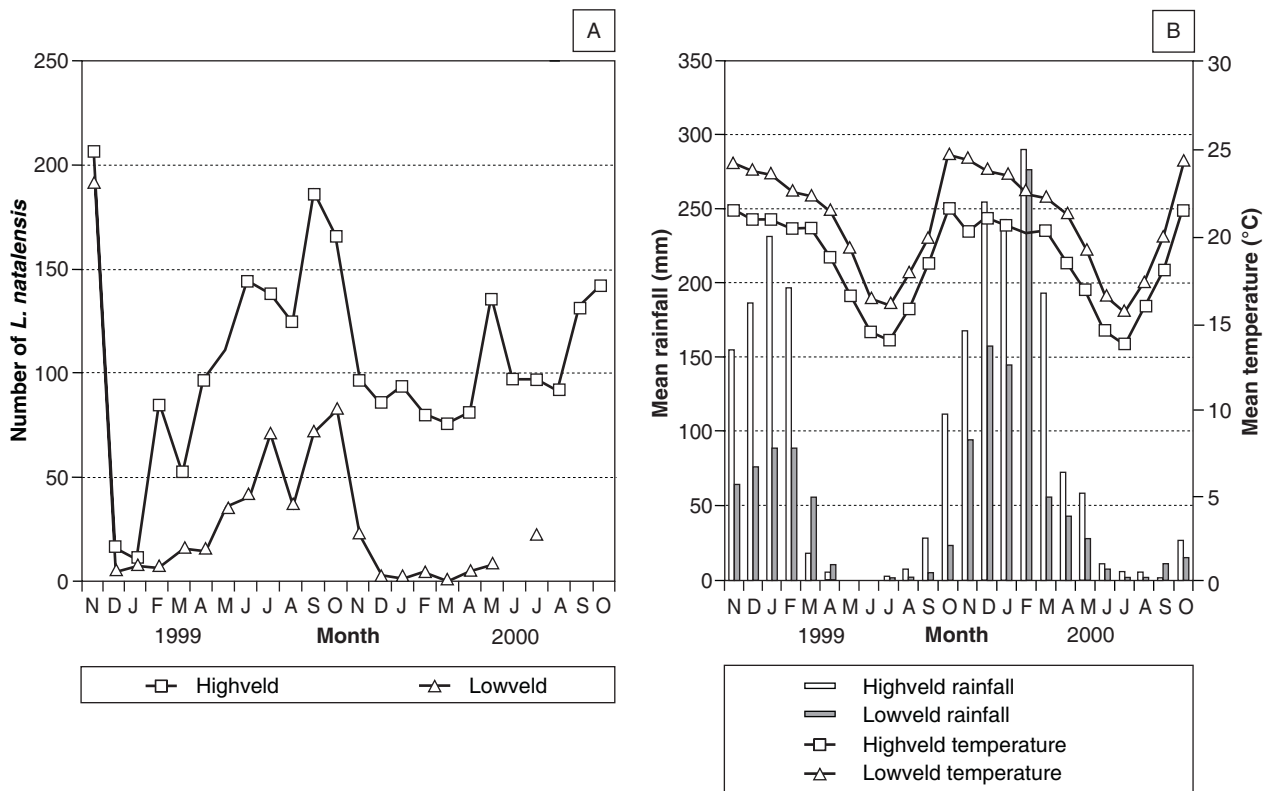 A
250
200
150
100
50
0
Number of L. natalensis
N D J F M A M J J A S O N D J F M A M J J A S O
1999 Month 2000
Highveld Lowveld
B
350
300
250
200
150
100
50
0
Mean rainfall (mm)
30
25
20
15
10
5
0
Mean temperature (°C)
N D J F M A M J J A S O N D J F M A M J J A S O
1999 Month 2000
Highveld rainfall
Lowveld rainfall
Highveld temperature
Lowveld temperature